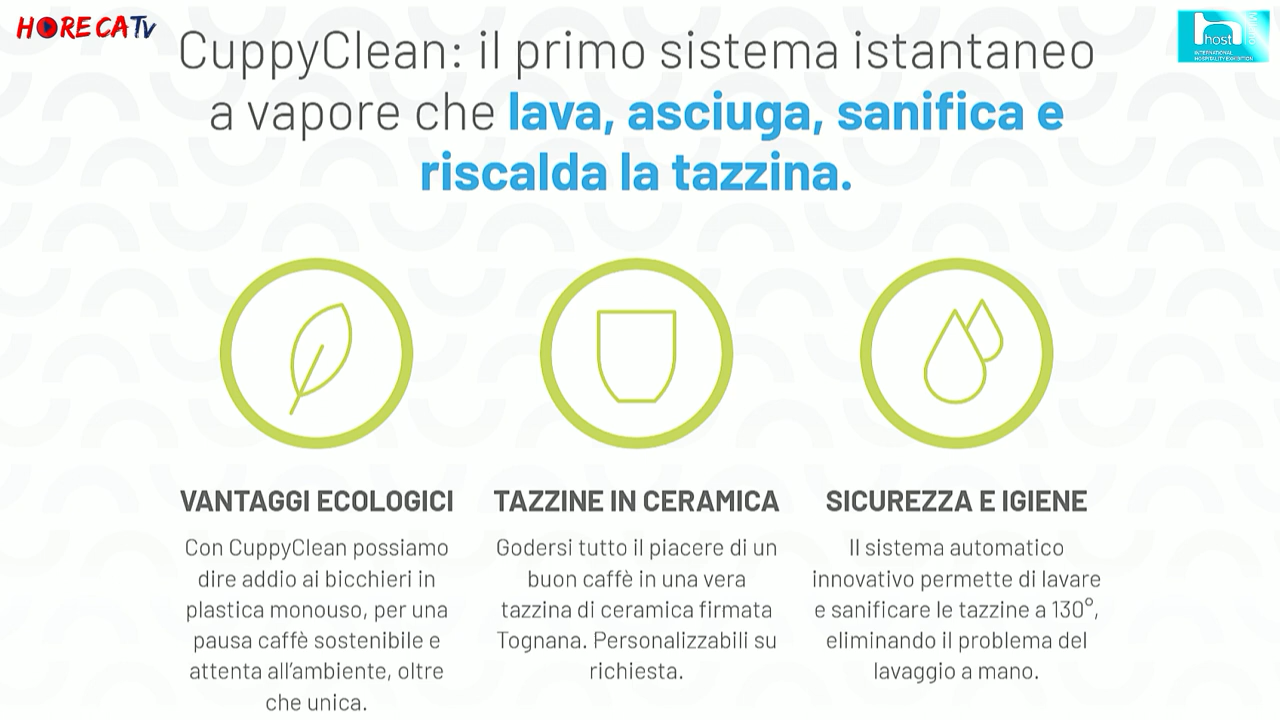 HORECATV
host
Milano
INTERNATIONAL
HOSPITALITY EXHIBITION
CuppyClean: il primo sistema istantaneo
a vapore che lava, asciuga, sanifica e
riscalda la tazzina.
VANTAGGI ECOLOGICI
Con CuppyClean possiamo
dire addio ai bicchieri in
plastica monouso, per una
pausa caffè sostenibile e
attenta all'ambiente, oltre
che unica.
TAZZINE IN CERAMICA
Godersi tutto il piacere di un
buon caffè in una vera
tazzina di ceramica firmata
Tognana. Personalizzabili su
richiesta.
SICUREZZA E IGIENE
Il sistema automatico
innovativo permette di lavare
e sanificare le tazzine a 130°,
eliminando il problema del
lavaggio a mano.